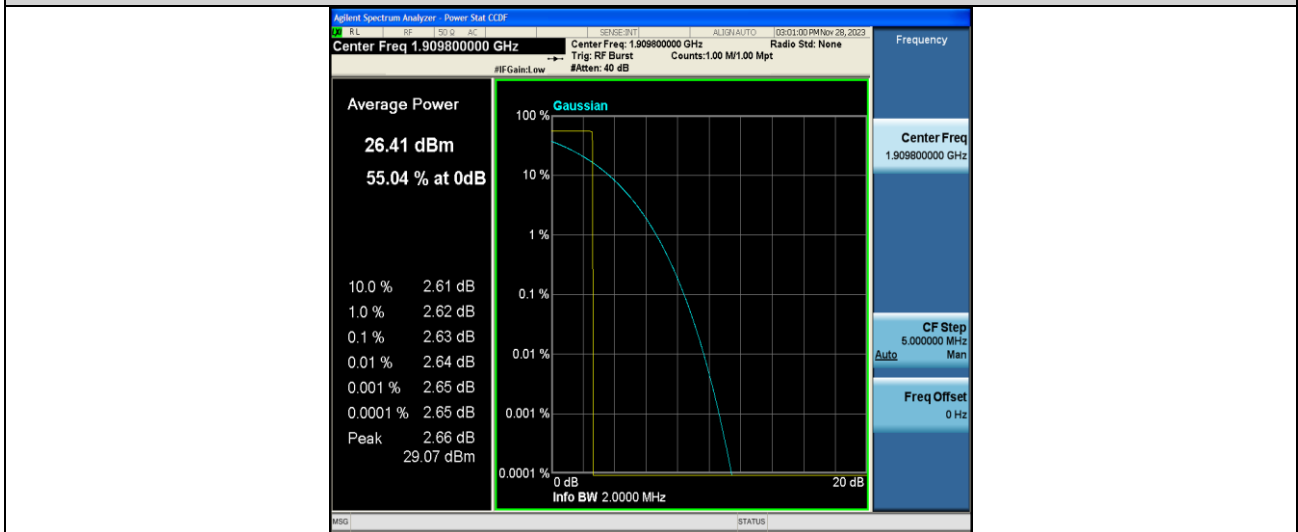 Agilent Spectrum Analyzer - Power Stat CCDF
RL RF 50 Ω AC SENSE:INT ALIGN AUTO 03:01:00 PM Nov 28, 2023
Center Freq 1.909800000 GHz
Center Freq: 1.909800000 GHz Radio Std: None
Trig: RF Burst Counts:1.00 M/1.00 Mpt
#IFGain:Low #Atten: 40 dB
Frequency
Average Power
26.41 dBm
55.04 % at 0dB
10.0 % 2.61 dB
1.0 % 2.62 dB
0.1 % 2.63 dB
0.01 % 2.64 dB
0.001 % 2.65 dB
0.0001 % 2.65 dB
Peak 2.66 dB
29.07 dBm
Gaussian
100 %
10 %
1 %
0.1 %
0.01 %
0.001 %
0.0001 %
0 dB 20 dB
Info BW 2.0000 MHz
Center Freq
1.909800000 GHz
CF Step
5.000000 MHz
Auto Man
Freq Offset
0 Hz
MSG STATUS